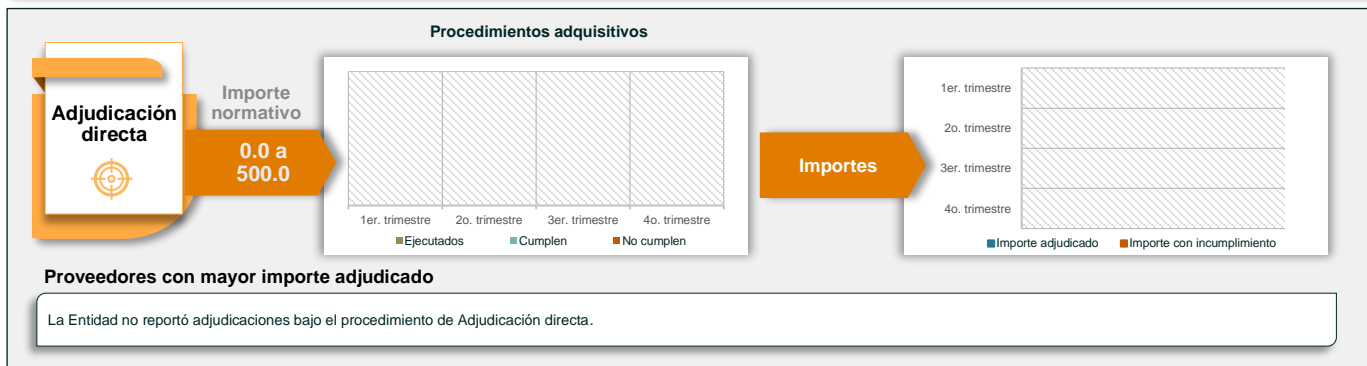 Procedimientos adquisitivos
Adjudicación
directa
Importe
normativo
0.0 a
500.0
1er. trimestre
2o. trimestre
3er. trimestre
4o. trimestre
Ejecutados
Cumplen
No cumplen
Importes
1er. trimestre
2o. trimestre
3er. trimestre
4o. trimestre
Importe adjudicado
Importe con incumplimiento
Proveedores con mayor importe adjudicado
La Entidad no reportó adjudicaciones bajo el procedimiento de Adjudicación directa.